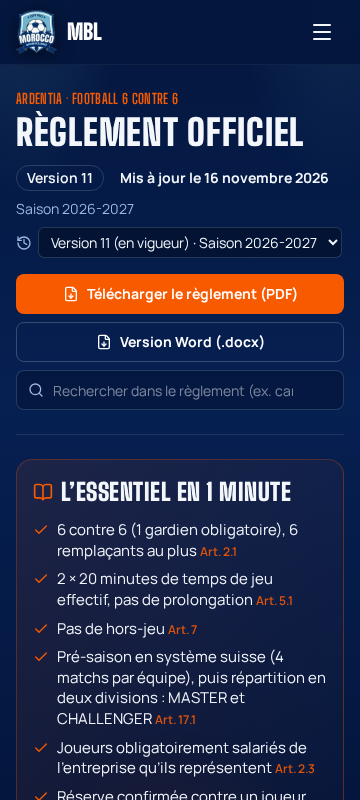 MOROCCO
MBL
ARDENTIA · FOOTBALL 6 CONTRE 6
RÈGLEMENT OFFICIEL
Version 11
Mis à jour le 16 novembre 2026
Saison 2026-2027
Version 11 (en vigueur) · Saison 2026-2027
Télécharger le règlement (PDF)
Version Word (.docx)
Rechercher dans le règlement (ex. car
L'ESSENTIEL EN 1 MINUTE
6 contre 6 (1 gardien obligatoire), 6
remplaçants au plus Art. 2.1
2 × 20 minutes de temps de jeu
effectif, pas de prolongation Art. 5.1
Pas de hors-jeu Art. 7
Pré-saison en système suisse (4
matchs par équipe), puis répartition en
deux divisions : MASTER et
CHALLENGER Art. 17.1
Joueurs obligatoirement salariés de
l'entreprise qu'ils représentent Art. 2.3
Réserve confirmée contre un joueur